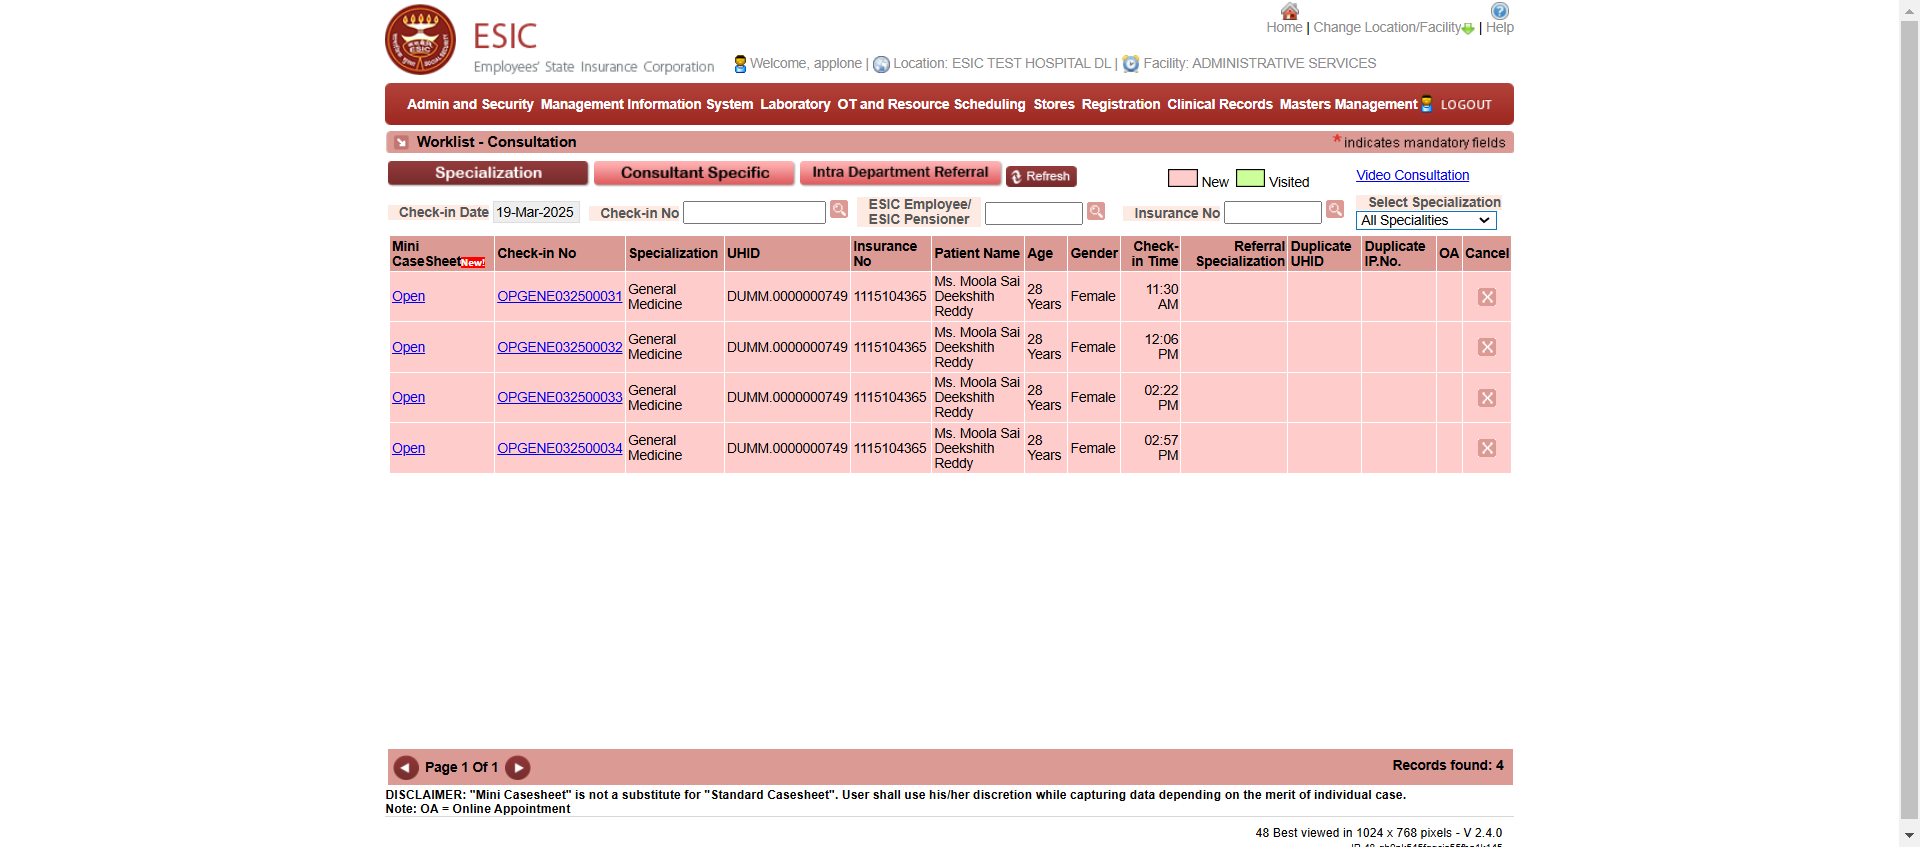 ESIC
Employees' State Insurance Corporation
Welcome, applone | Location: ESIC TEST HOSPITAL DL | Facility: ADMINISTRATIVE SERVICES
Home | Change Location/Facility | Help
Admin and Security Management Information System Laboratory OT and Resource Scheduling Stores Registration Clinical Records Masters Management LOGOUT
Worklist - Consultation * indicates mandatory fields
Specialization Consultant Specific Intra Department Referral Refresh New Visited Video Consultation
Check-in Date 19-Mar-2025 Check-in No ESIC Employee/ ESIC Pensioner Insurance No Select Specialization All Specialities
Mini CaseSheet New! Check-in No Specialization UHID Insurance No Patient Name Age Gender Check-in Time Referral Specialization Duplicate UHID Duplicate IP.No. OA Cancel
Open OPGENE032500031 General Medicine DUMM.0000000749 1115104365 Ms. Moola Sai Deekshith Reddy 28 Years Female 11:30 AM
Open OPGENE032500032 General Medicine DUMM.0000000749 1115104365 Ms. Moola Sai Deekshith Reddy 28 Years Female 12:06 PM
Open OPGENE032500033 General Medicine DUMM.0000000749 1115104365 Ms. Moola Sai Deekshith Reddy 28 Years Female 02:22 PM
Open OPGENE032500034 General Medicine DUMM.0000000749 1115104365 Ms. Moola Sai Deekshith Reddy 28 Years Female 02:57 PM
Page 1 Of 1 Records found: 4
DISCLAIMER: "Mini Casesheet" is not a substitute for "Standard Casesheet". User shall use his/her discretion while capturing data depending on the merit of individual case.
Note: OA = Online Appointment
48 Best viewed in 1024 x 768 pixels - V 2.4.0